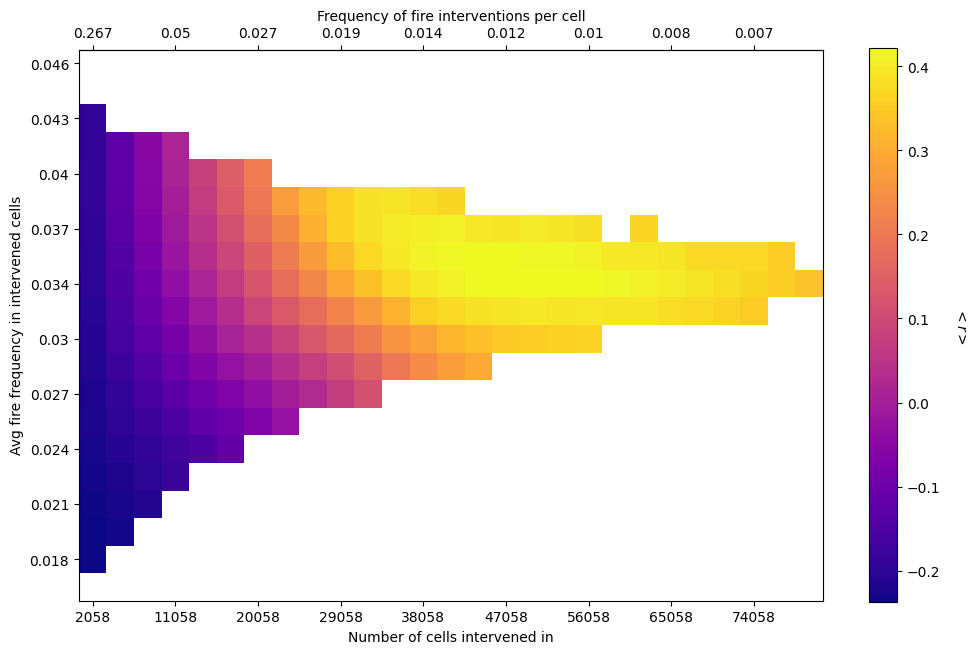 Frequency of fire interventions per cell
0.267 0.05 0.027 0.019 0.014 0.012 0.01 0.008 0.007
0.046
0.043
0.04
0.037
0.034
0.03
0.027
0.024
0.021
0.018
Avg fire frequency in intervened cells
2058 11058 20058 29058 38058 47058 56058 65058 74058
Number of cells intervened in
0.4
0.3
0.2
0.1
0.0
−0.1
−0.2
< r >